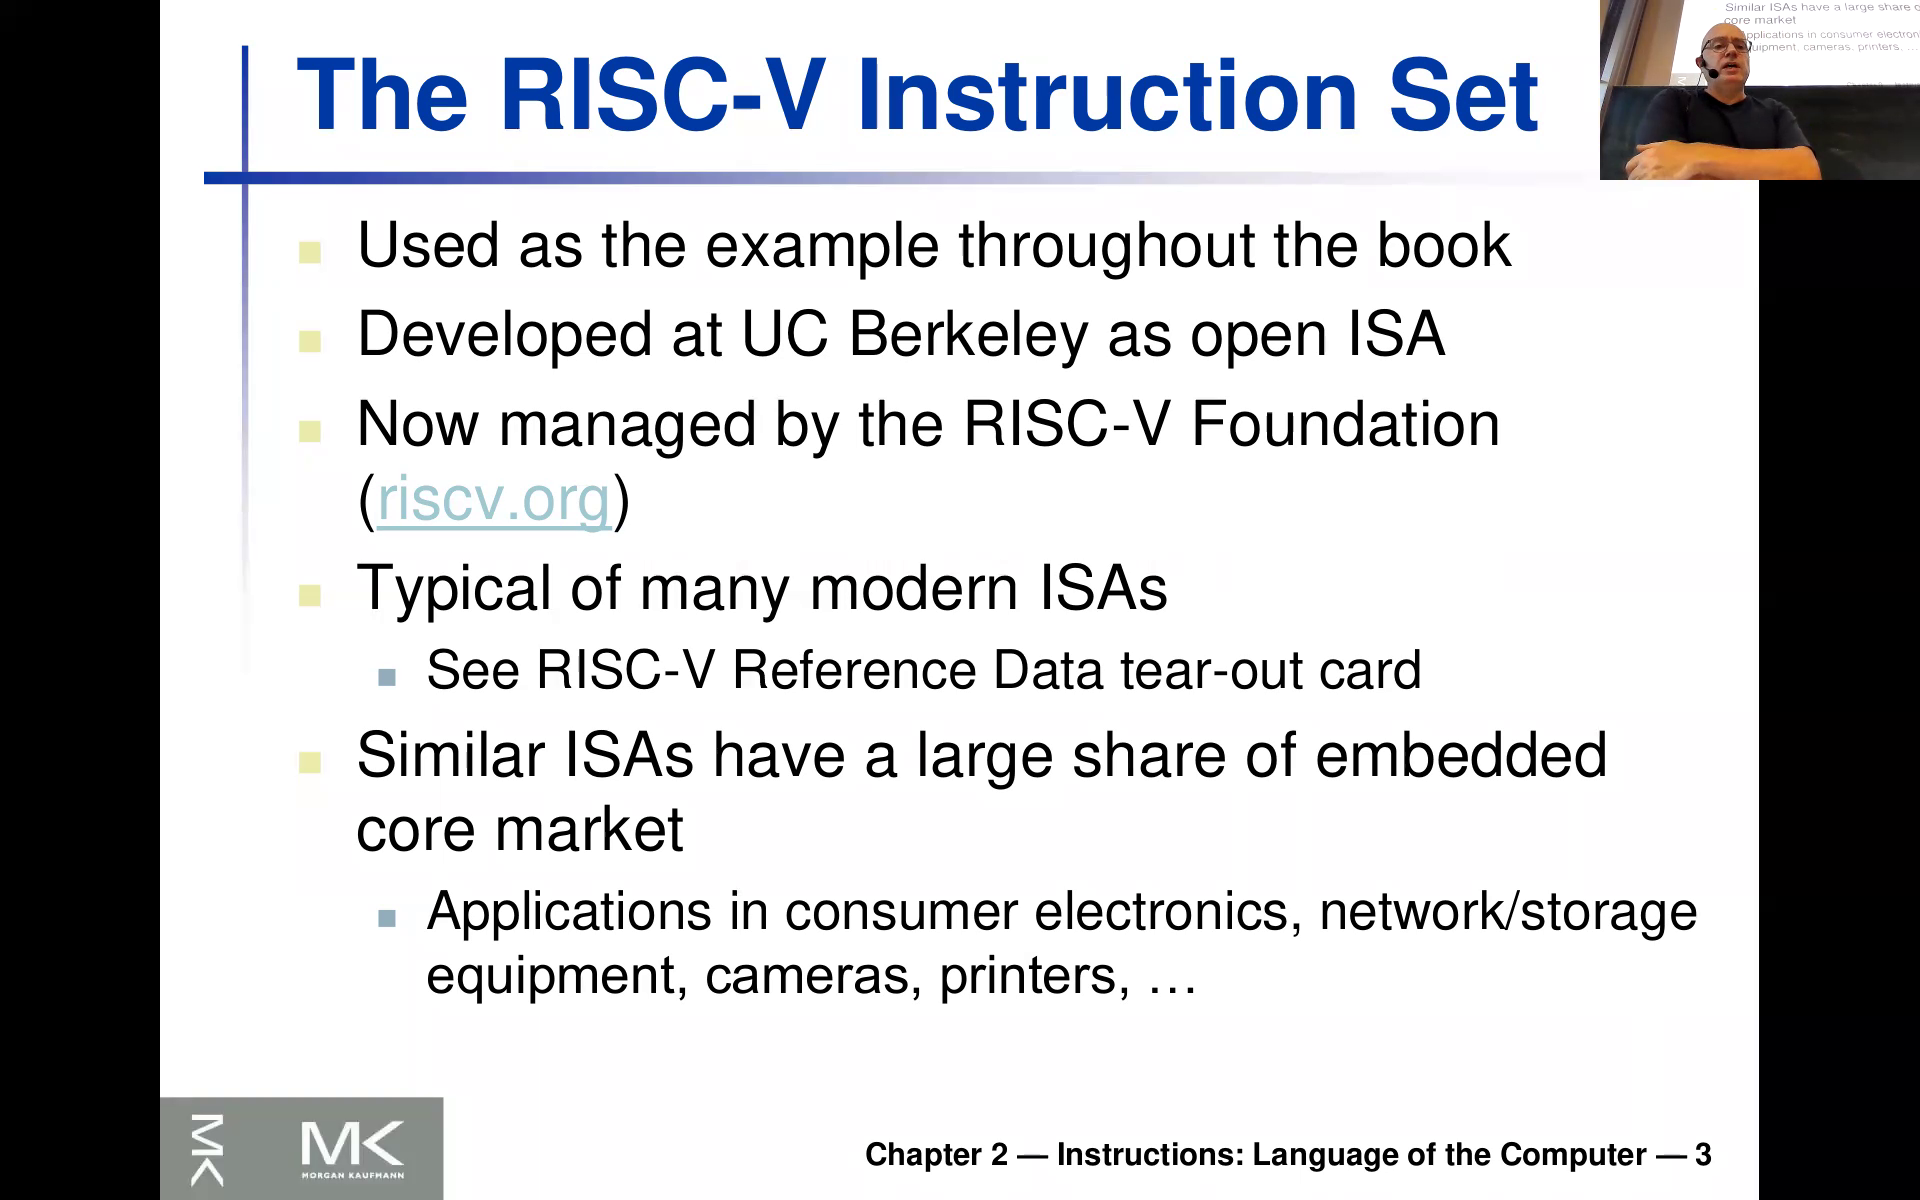 The RISC-V Instruction Set
Used as the example throughout the book
Developed at UC Berkeley as open ISA
Now managed by the RISC-V Foundation
(riscv.org)
Typical of many modern ISAs
See RISC-V Reference Data tear-out card
Similar ISAs have a large share of embedded
core market
Applications in consumer electronics, network/storage
equipment, cameras, printers, …
MK
MK
MORGAN KAUFMANN
Chapter 2 — Instructions: Language of the Computer — 3
Similar ISAs have a large share
core market
Applications in consumer electron
uipment, cameras, printers, …